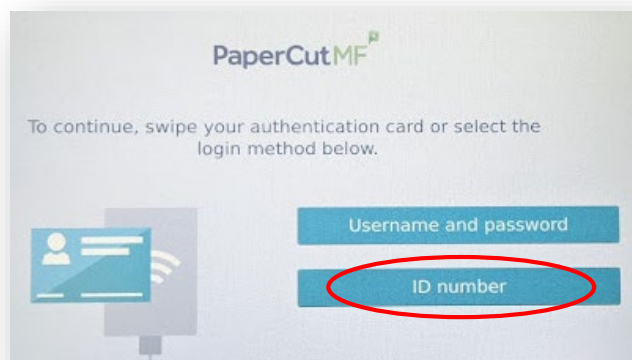 PaperCutMF
To continue, swipe your authentication card or select the
login method below.
Username and password
ID number